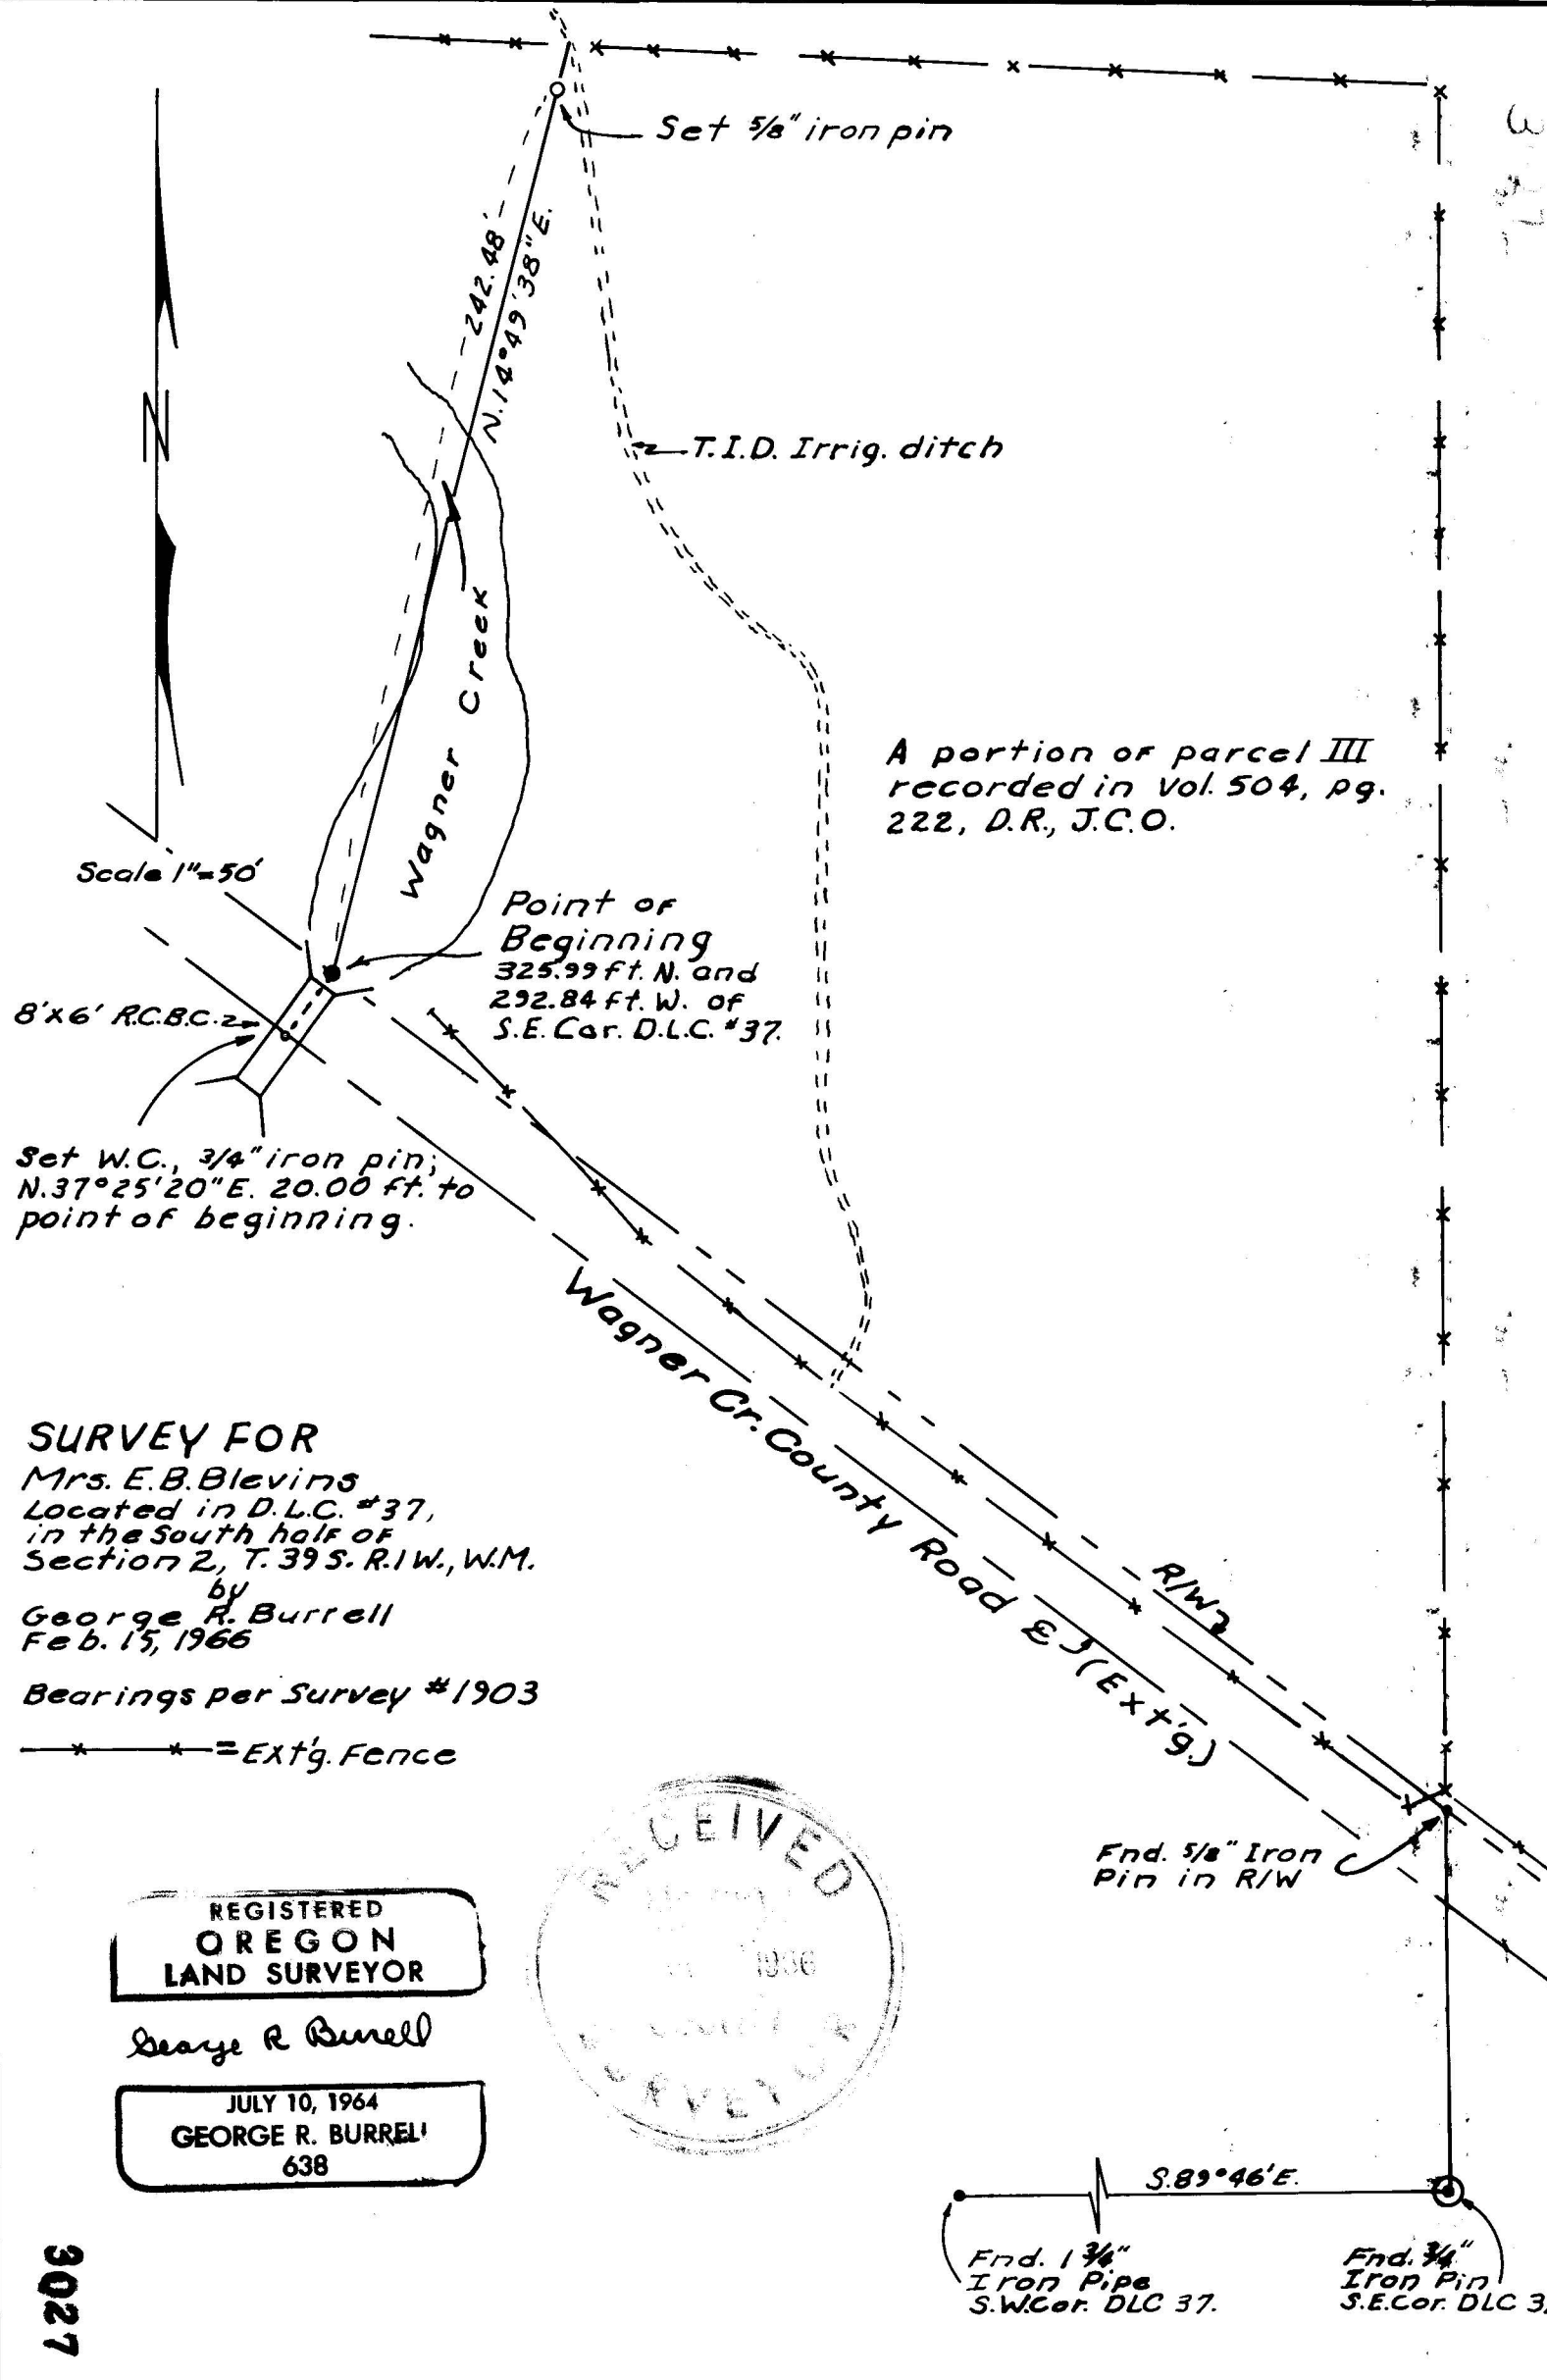 Set 5/8" iron pin
242.48'
N.14°49'38"E.
N
T.I.D. Irrig. ditch
Wagner Creek
A portion of parcel III
recorded in Vol. 504, pg.
222, D.R., J.C.O.
Scale 1"=50'
Point of
Beginning
325.99 ft. N. and
292.84 ft. W. of
S.E. Cor. D.L.C. #37.
8'x6' R.C.B.C.
Set W.C., 3/4" iron pin;
N.37°25'20"E. 20.00 ft. to
point of beginning.
Wagner Cr. County Road ℄ (Ext'g.)
R/W
SURVEY FOR
Mrs. E.B. Blevins
Located in D.L.C. #37,
in the South half of
Section 2, T. 39 S. R.1W., W.M.
by
George R. Burrell
Feb. 15, 1966
Bearings per Survey #1903
= Ext'g. Fence
Fnd. 5/8" Iron
Pin in R/W
RECEIVED
1966
SURVEYOR
REGISTERED
OREGON
LAND SURVEYOR
George R Burrell
JULY 10, 1964
GEORGE R. BURRELL
638
S.89°46'E.
Fnd. 1 3/4"
Iron Pipe
S.W.Cor. DLC 37.
Fnd. 3/4"
Iron Pin
S.E.Cor. DLC 3
3027